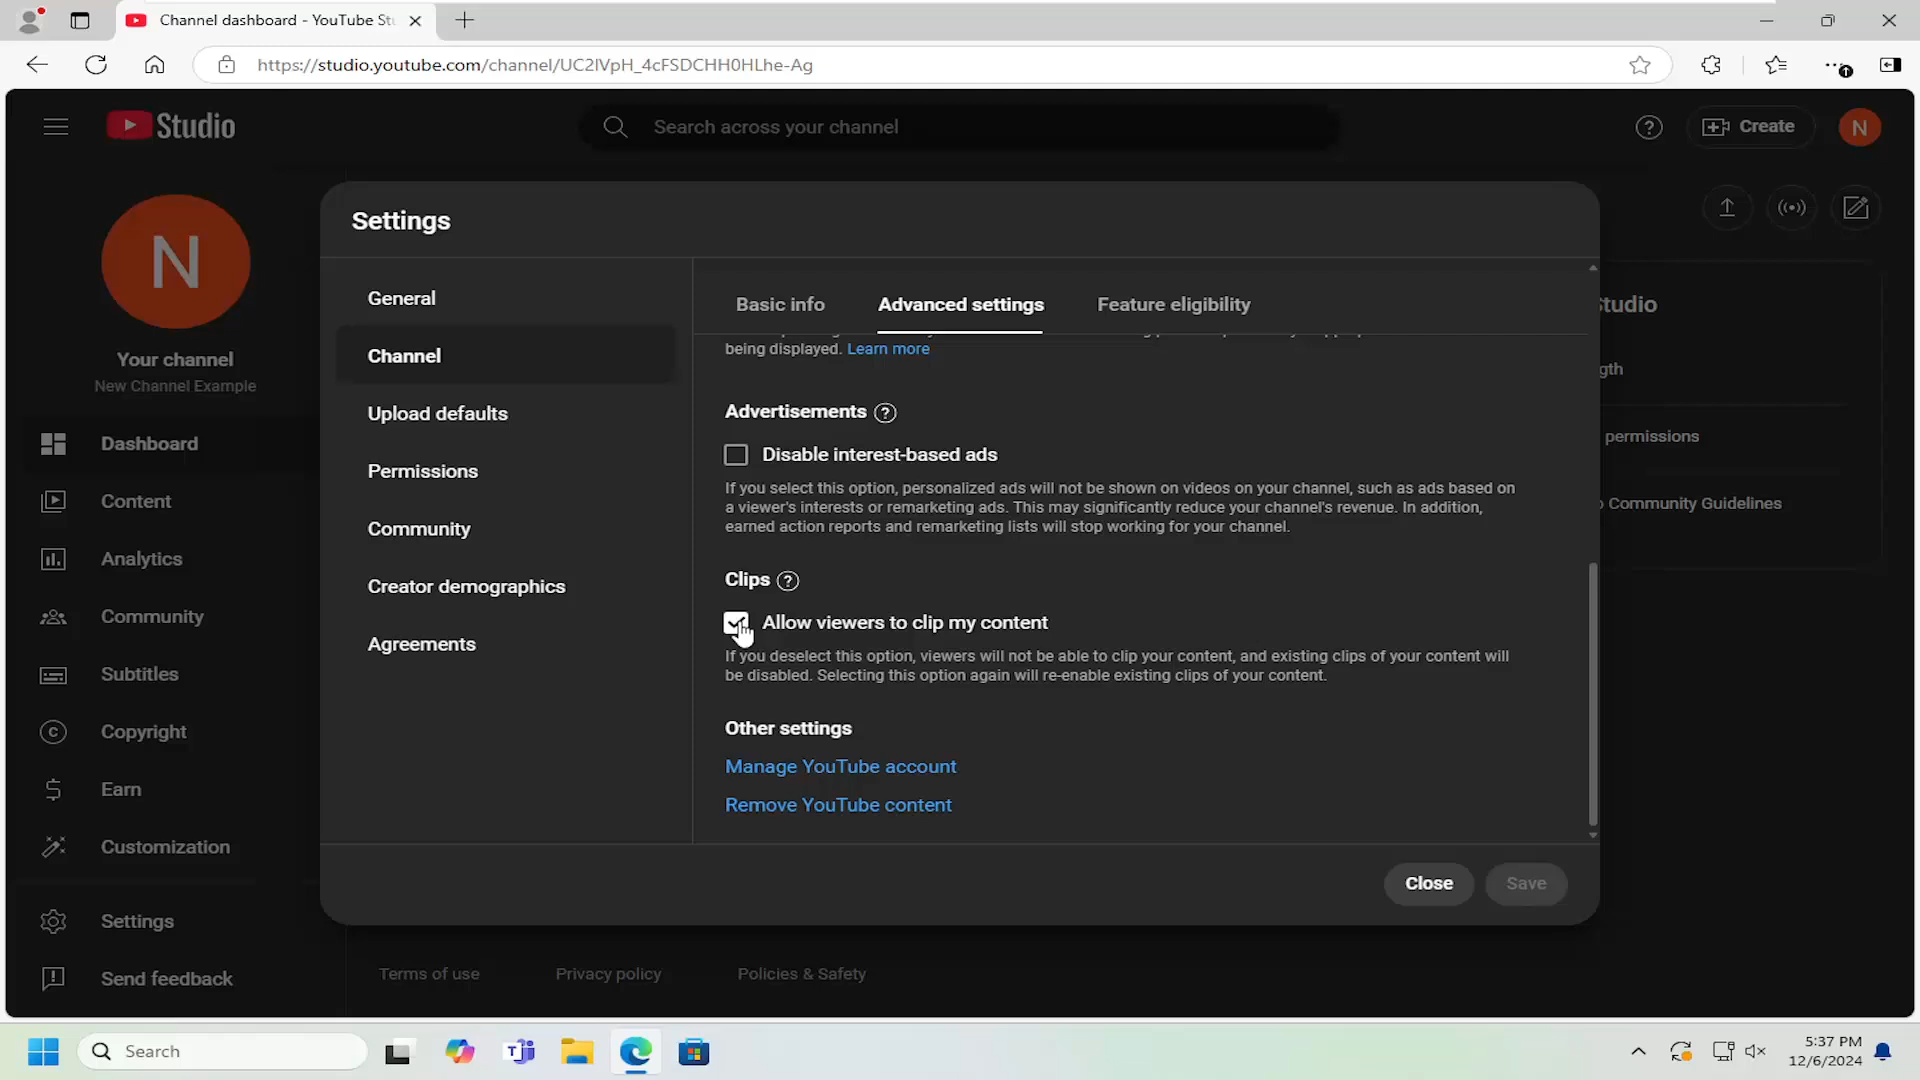 Channel dashboard - YouTube St
https://studio.youtube.com/channel/UC2IVpH_4cFSDCHH0HLhe-Ag
Studio
Search across your channel
Create
N
N
Your channel
New Channel Example
Dashboard
Content
Analytics
Community
Subtitles
Copyright
Earn
Customization
Settings
Send feedback
Settings
General
Channel
Upload defaults
Permissions
Community
Creator demographics
Agreements
Basic info
Advanced settings
Feature eligibility
being displayed. Learn more
Advertisements
Disable interest-based ads
If you select this option, personalized ads will not be shown on videos on your channel, such as ads based on
a viewer's interests or remarketing ads. This may significantly reduce your channel's revenue. In addition,
earned action reports and remarketing lists will stop working for your channel.
Clips
Allow viewers to clip my content
If you deselect this option, viewers will not be able to clip your content, and existing clips of your content will
be disabled. Selecting this option again will re-enable existing clips of your content.
Other settings
Manage YouTube account
Remove YouTube content
Close
Save
Studio
gth
permissions
Community Guidelines
Terms of use
Privacy policy
Policies & Safety
Search
5:37 PM
12/6/2024